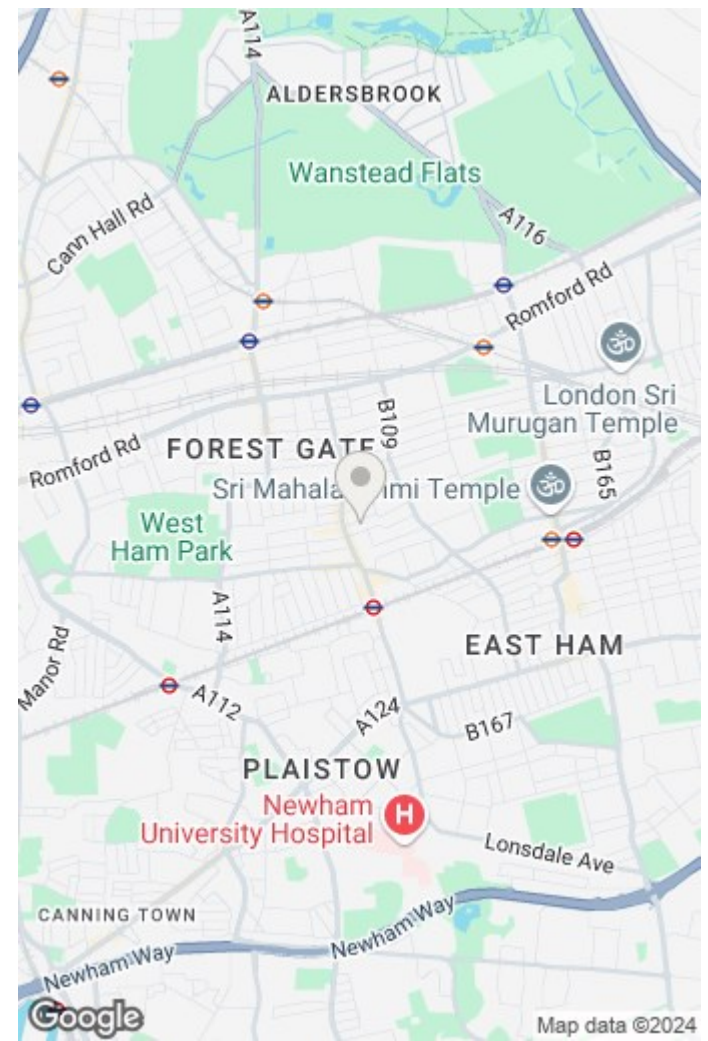 A114
ALDERSBROOK
Wanstead Flats
A116
Cann Hall Rd
Romford Rd
London Sri
Murugan Temple
B109
FOREST GATE
Romford Rd
B165
Sri Mahala mi Temple
West
Ham Park
A114
EAST HAM
Manor Rd
A112
A124
B167
PLAISTOW
Newham
University Hospital
H
Lonsdale Ave
CANNING TOWN
Newham Way
Newham Way
Google
Map data ©2024